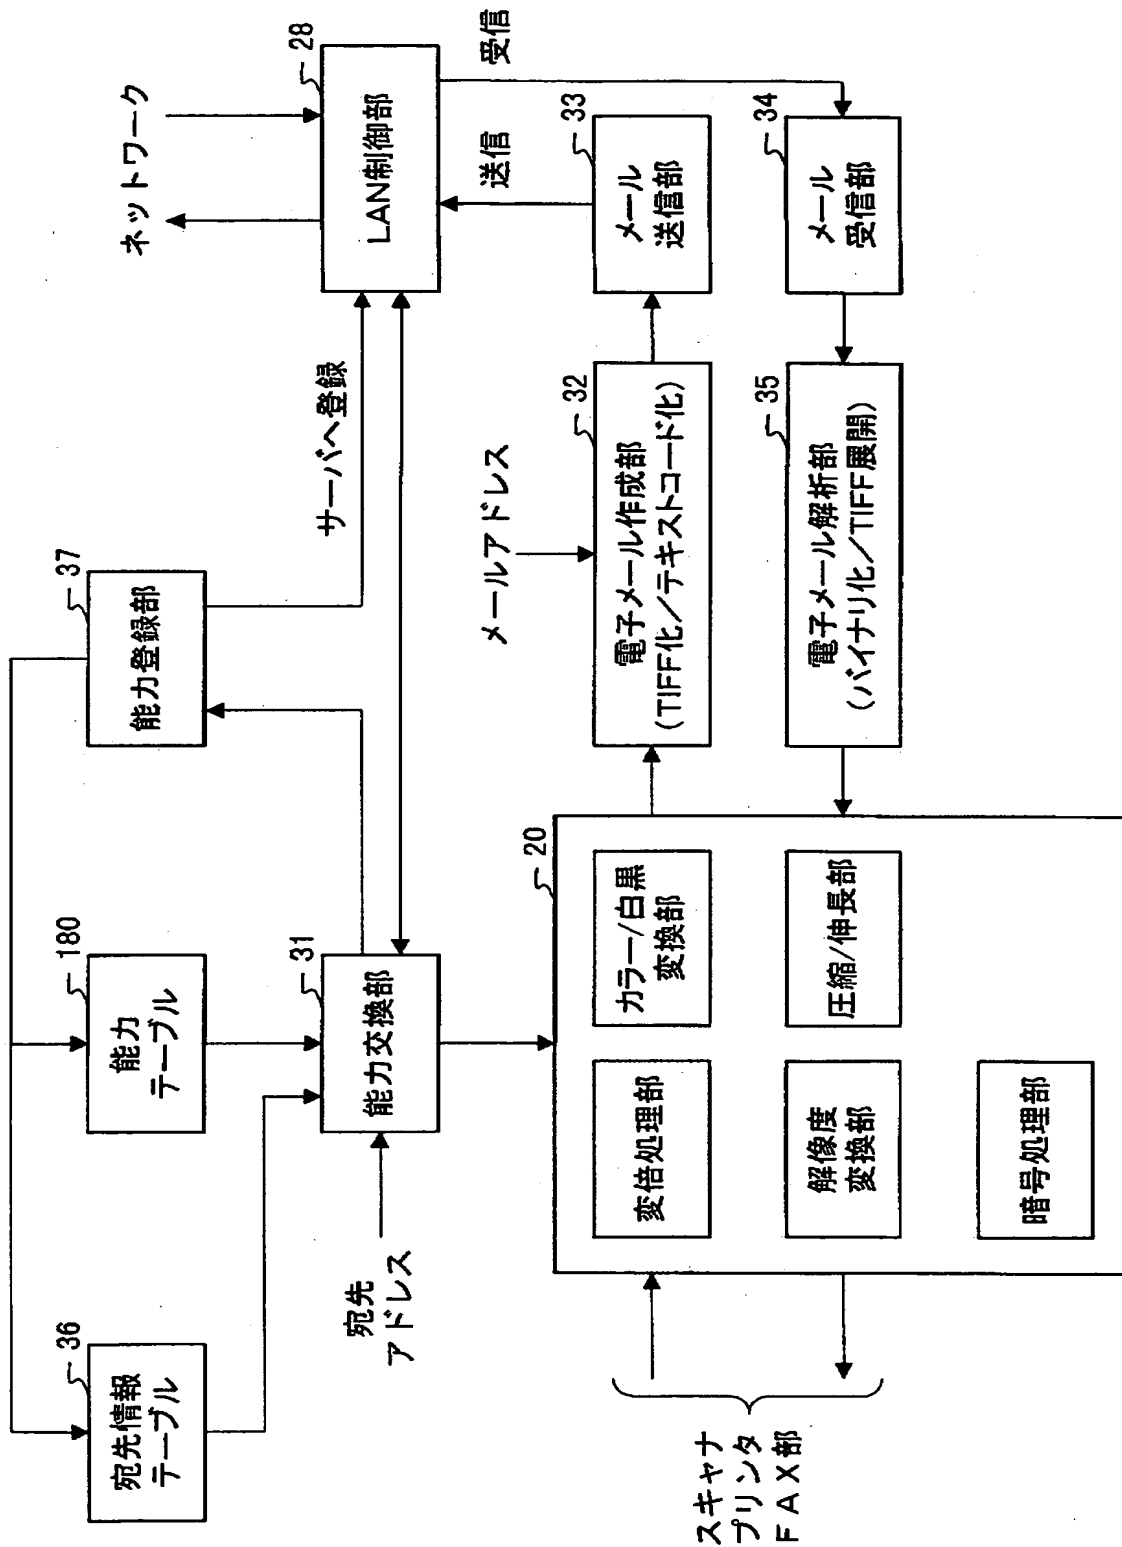 36
宛先情報
テーブル
180
能力
テーブル
37
能力登録部
サーバへ登録
ネットワーク
28
LAN制御部
宛先
アドレス
31
能力交換部
送信
受信
メールアドレス
20
変倍処理部
カラー/白黒
変換部
解像度
変換部
圧縮/伸長部
暗号処理部
32
電子メール作成部
(TIFF化/テキストコード化)
33
メール
送信部
35
電子メール解析部
(バイナリ化/TIFF展開)
34
メール
受信部
スキャナ
プリンタ
FAX部